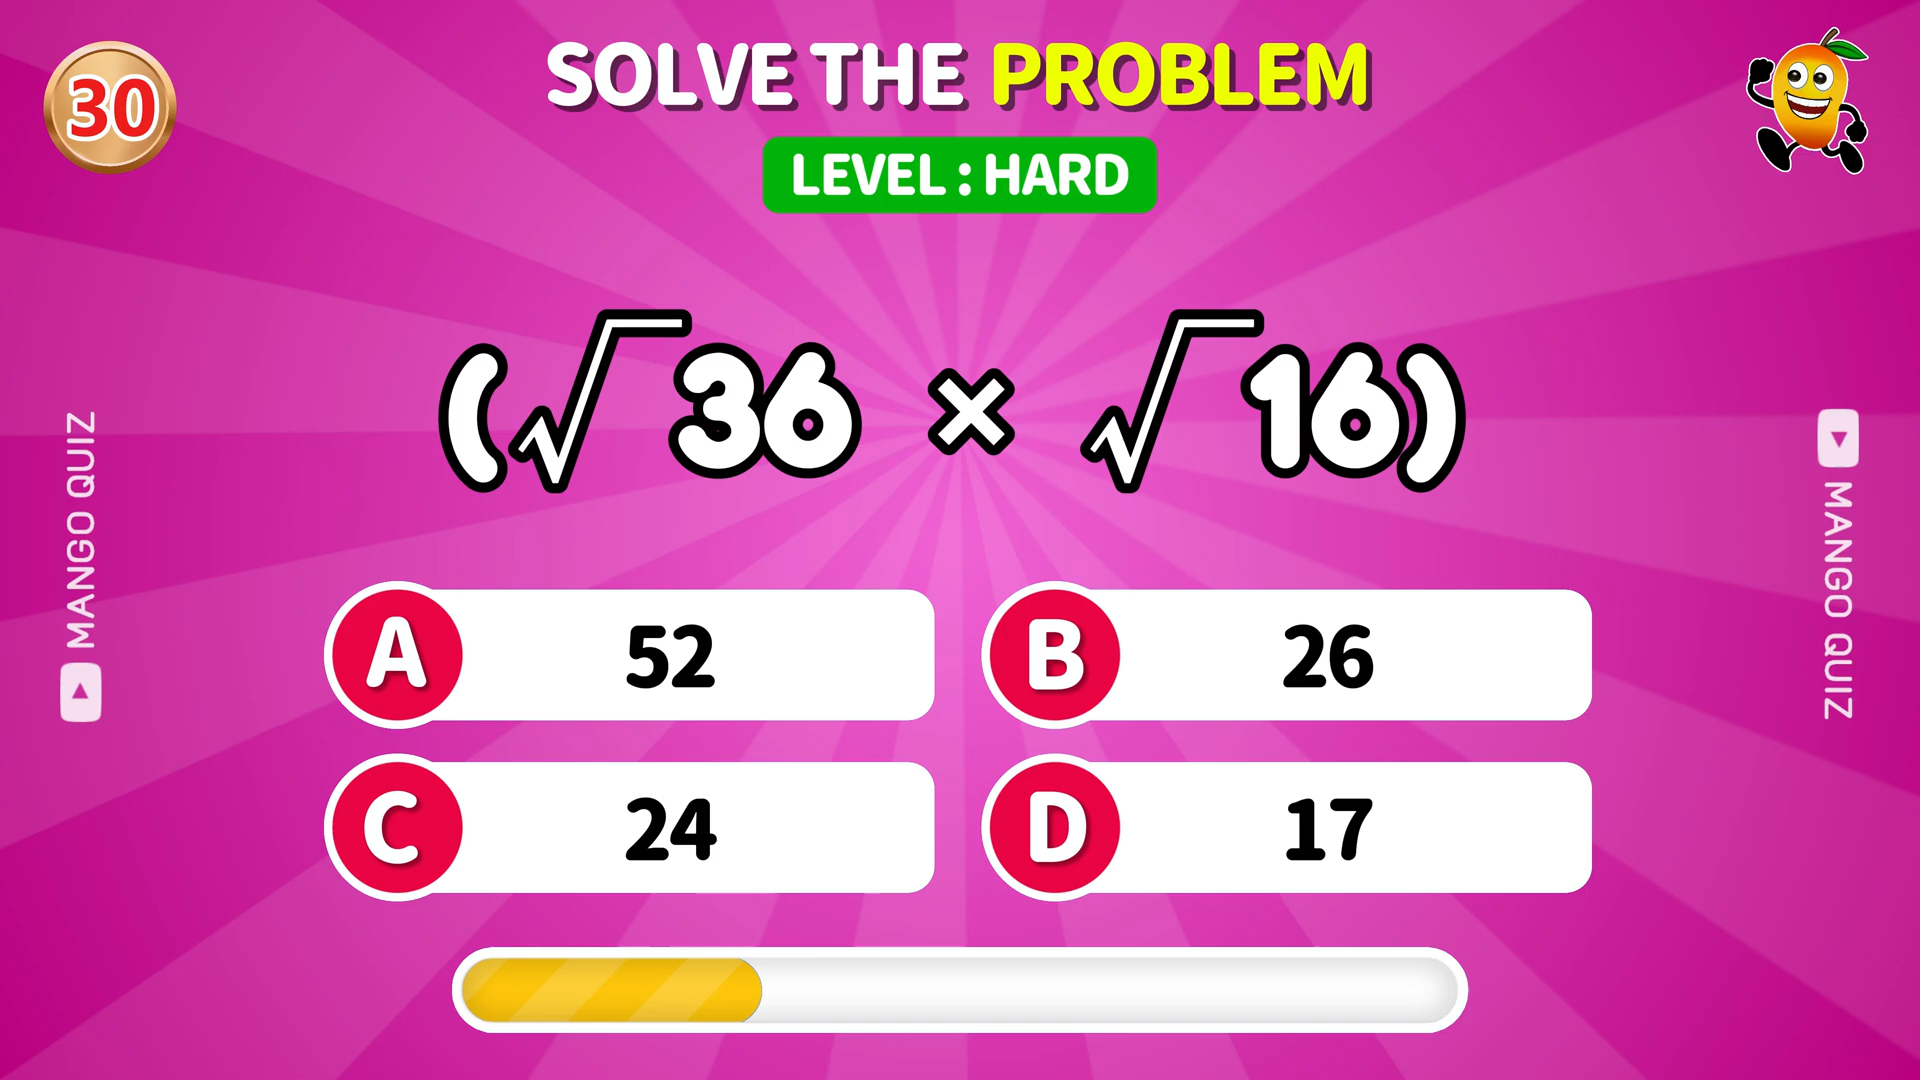 30
SOLVE THE PROBLEM
LEVEL : HARD
(√36 × √16)
A 52
B 26
C 24
D 17
MANGO QUIZ
MANGO QUIZ